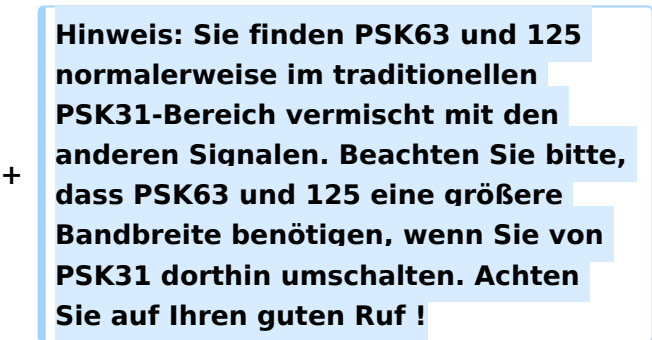 Hinweis: Sie finden PSK63 und 125
normalerweise im traditionellen
PSK31-Bereich vermischt mit den
anderen Signalen. Beachten Sie bitte,
+
dass PSK63 und 125 eine größere
Bandbreite benötigen, wenn Sie von
PSK31 dorthin umschalten. Achten
Sie auf Ihren guten Ruf !